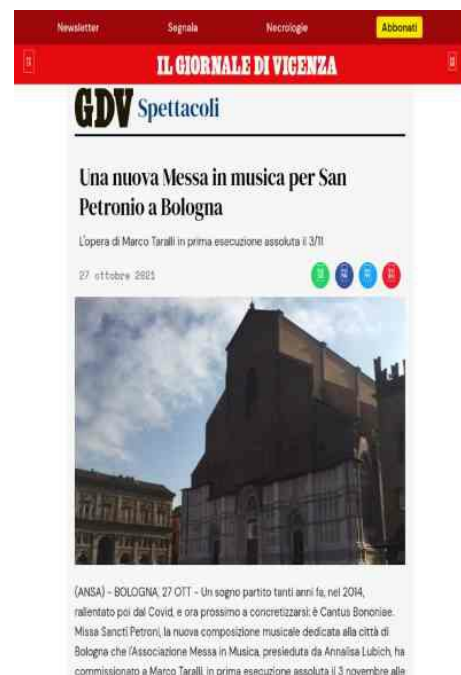 Newsletter Segnala Necrologie Abbonati
IL GIORNALE DI VICENZA
GDV Spettacoli
Una nuova Messa in musica per San
Petronio a Bologna
L'opera di Marco Taralli in prima esecuzione assoluta il 3/11
27 ottobre 2021
(ANSA) - BOLOGNA, 27 OTT - Un sogno partito tanti anni fa, nel 2014,
rallentato poi dal Covid, e ora prossimo a concretizzarsi: è Cantus Bononiae.
Missa Sancti Petroni, la nuova composizione musicale dedicata alla città di
Bologna che l'Associazione Messa in Musica, presieduta da Annalisa Lubich, ha
commissionato a Marco Taralli, in prima esecuzione assoluta il 3 novembre alle